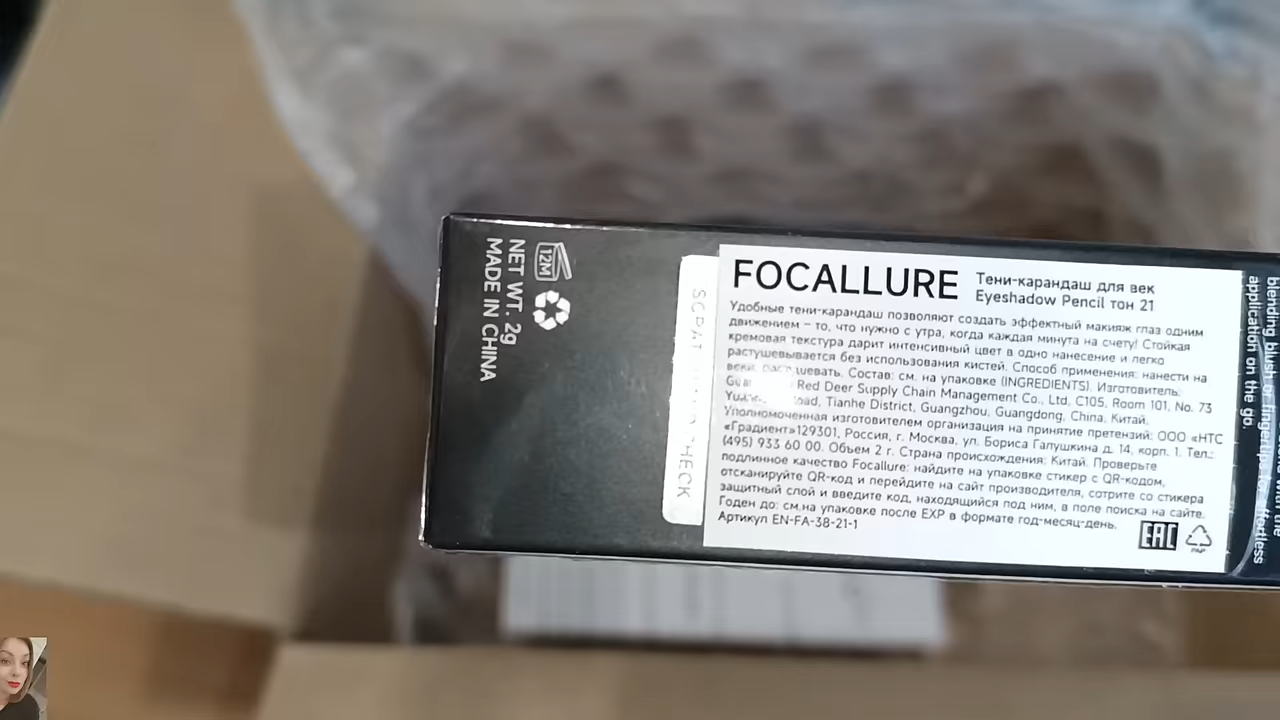 12M
NET WT. 2g
MADE IN CHINA
CHECK
FOCALLURE
Тени-карандаш для век
Eyeshadow Pencil тон 21
Удобные тени-карандаш позволяют создать эффектный макияж глаз одним
движением – то, что нужно с утра, когда каждая минута на счету! Стойкая
кремовая текстура дарит интенсивный цвет в одно нанесение и легко
растушевывается без использования кистей. Способ применения: нанести на
веки, Состав: см. на упаковке (INGREDIENTS). Изготовитель:
Red Deer Supply Chain Management Co., Ltd, C105, Room 101, No. 73
Tianhe District, Guangzhou, Guangdong, China. Китай.
Уполномоченная изготовителем организация на принятие претензий: ООО «НТС
«Градиент»129301, Россия, г. Москва, ул. Бориса Галушкина д. 14, корп. 1. Тел.:
(495) 933 60 00. Объем 2 г. Страна происхождения: Китай. Проверьте
подлинное качество Focallure: найдите на упаковке стикер с QR-кодом,
отсканируйте QR-код и перейдите на сайт производителя, сотрите со стикера
защитный слой и введите код, находящийся под ним, в поле поиска на сайте.
Годен до: см.на упаковке после EXP в формате год-месяц-день.
Артикул EN-FA-38-21-1
EAC
PAP
blending blush or fingertips
application on the go.